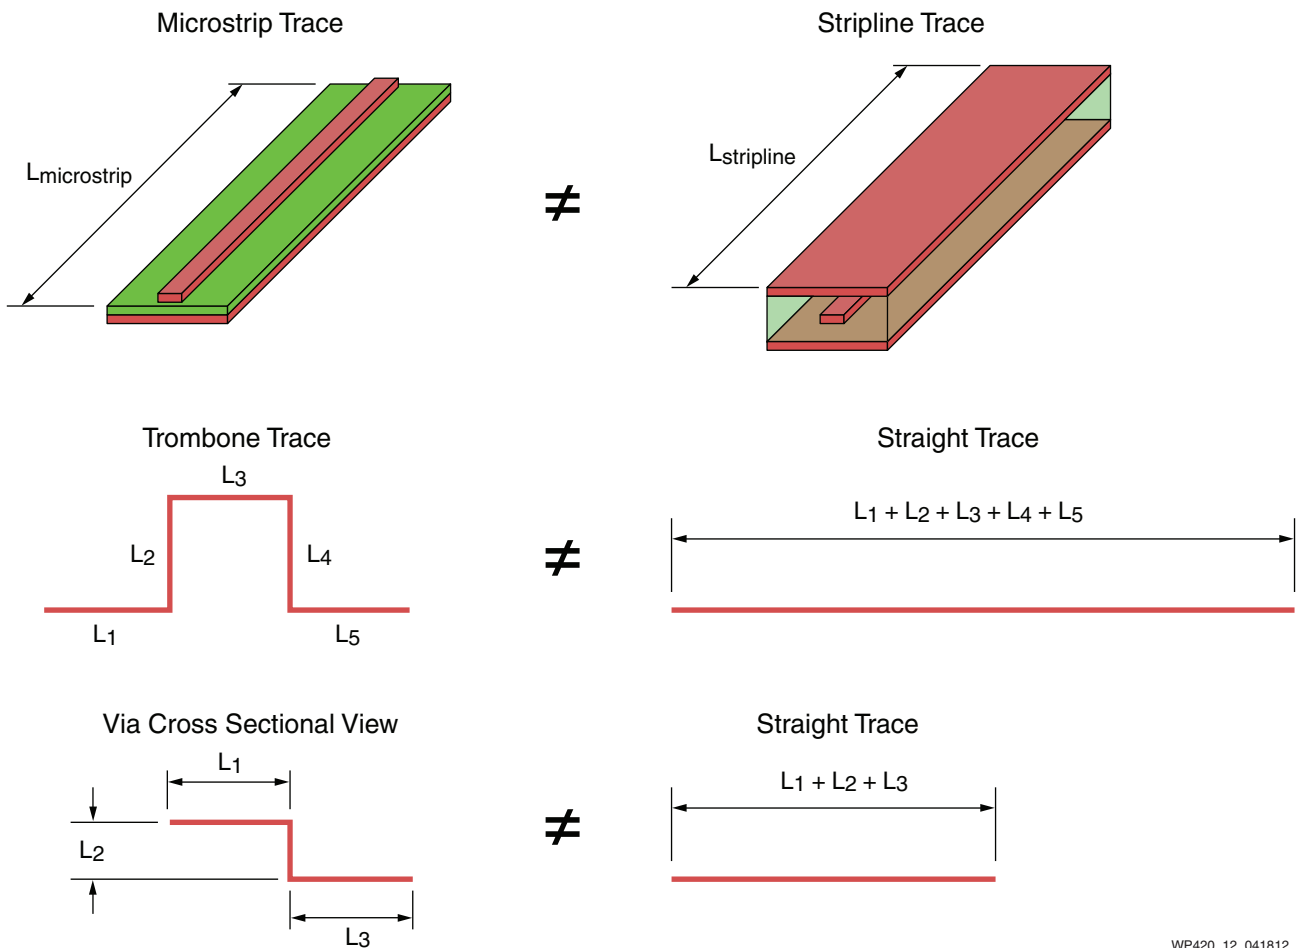 Microstrip Trace
Stripline Trace
Lmicrostrip
≠
Lstripline
Trombone Trace
Straight Trace
L3
L1 + L2 + L3 + L4 + L5
L2
L4
≠
L1
L5
Via Cross Sectional View
Straight Trace
L1
L1 + L2 + L3
≠
L2
L3
WP420_12_041812